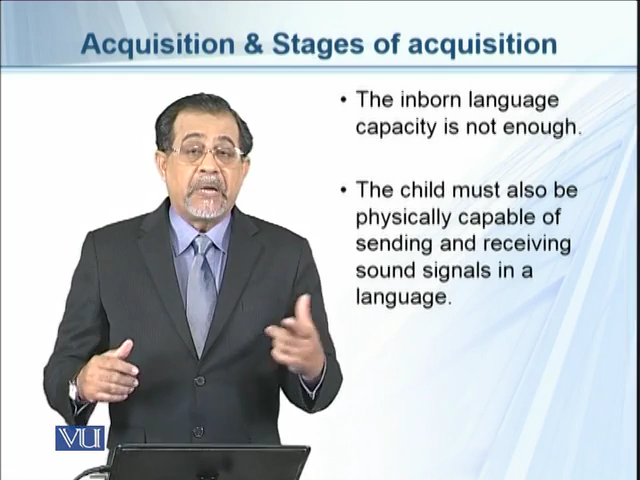 Acquisition & Stages of acquisition
• The inborn language
capacity is not enough.
• The child must also be
physically capable of
sending and receiving
sound signals in a
language.
VU